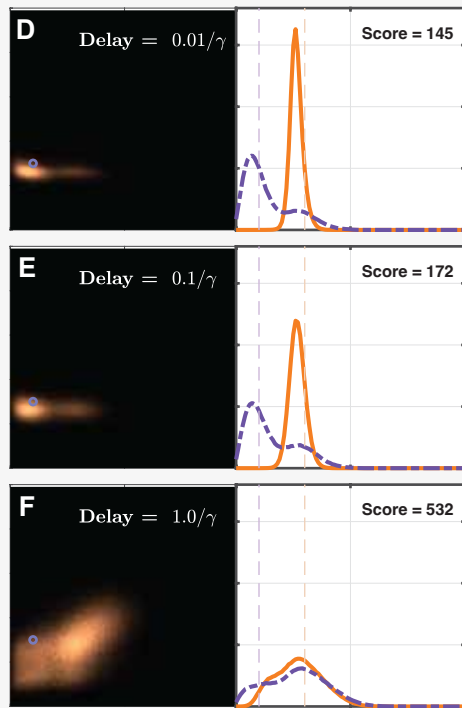 D Delay = 0.01/γ Score = 145
E Delay = 0.1/γ Score = 172
F Delay = 1.0/γ Score = 532